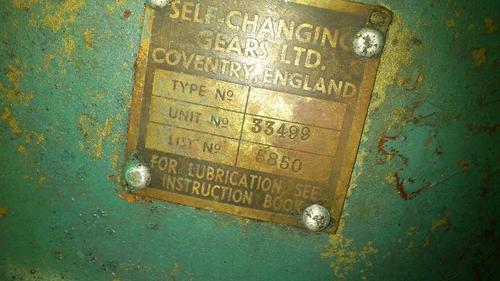 SELF-CHANGING
GEARS LTD.
COVENTRY, ENGLAND
TYPE Nº
UNIT Nº 33499
LIST Nº 5850
FOR LUBRICATION, SEE
INSTRUCTION BOOK